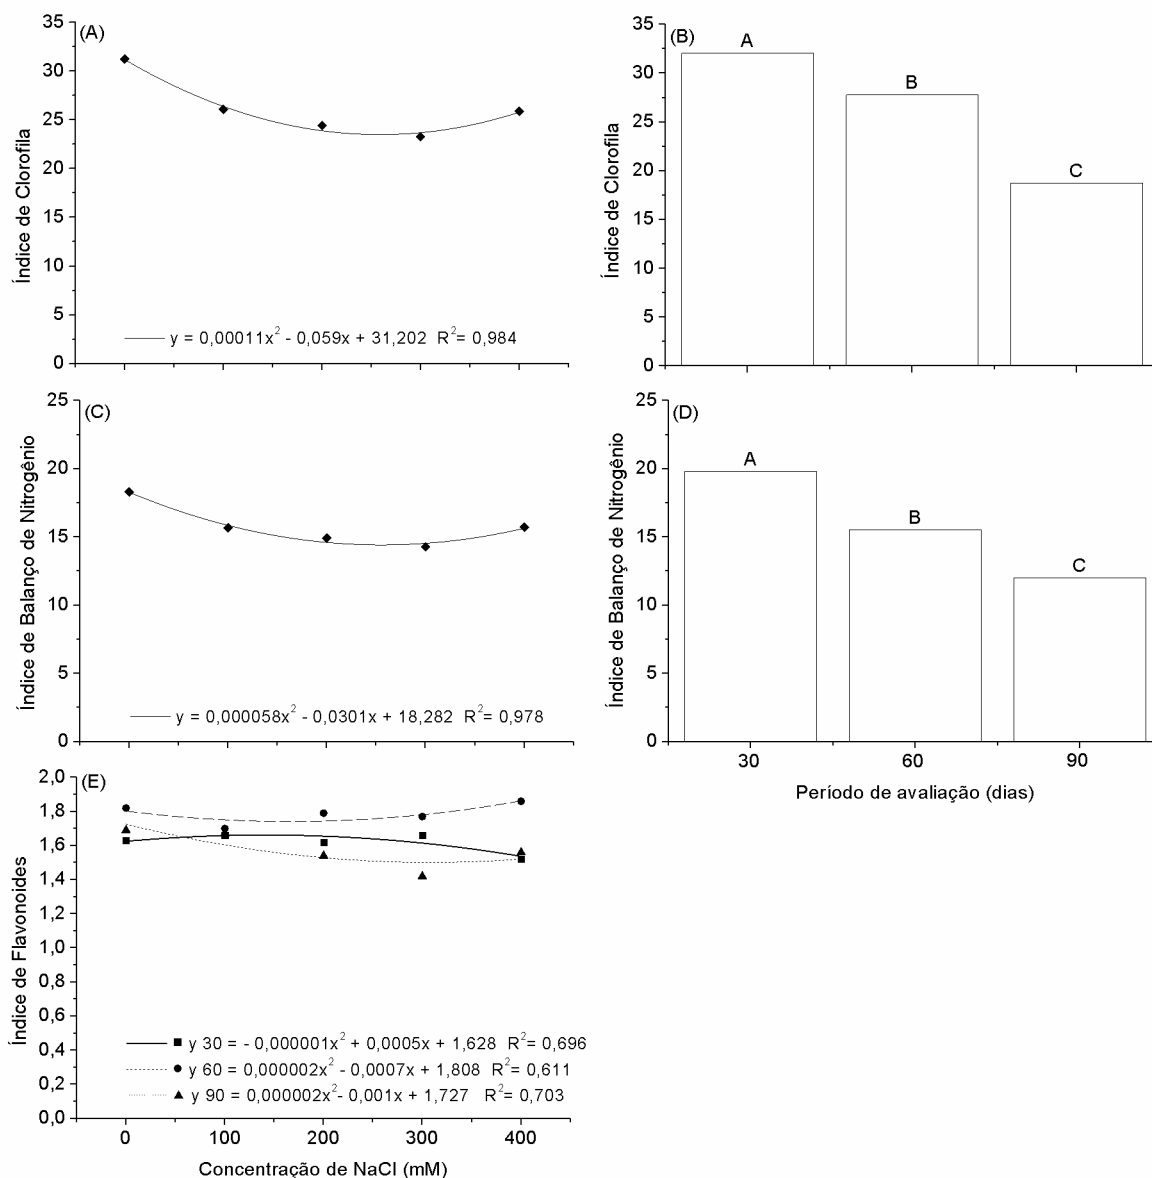 (A)
35
30
25
20
15
10
5
0
Índice de Clorofila
y = 0,00011x² - 0,059x + 31,202 R²= 0,984
(B)
35
30
25
20
15
10
5
0
Índice de Clorofila
A
B
C
(C)
25
20
15
10
5
0
Índice de Balanço de Nitrogênio
y = 0,000058x² - 0,0301x + 18,282 R²= 0,978
(D)
25
20
15
10
5
0
Índice de Balanço de Nitrogênio
A
B
C
30 60 90
Período de avaliação (dias)
(E)
2,0
1,8
1,6
1,4
1,2
1,0
0,8
0,6
0,4
0,2
0,0
Índice de Flavonoides
y 30 = - 0,000001x² + 0,0005x + 1,628 R²= 0,696
y 60 = 0,000002x² - 0,0007x + 1,808 R²= 0,611
y 90 = 0,000002x²- 0,001x + 1,727 R²= 0,703
0 100 200 300 400
Concentração de NaCl (mM)